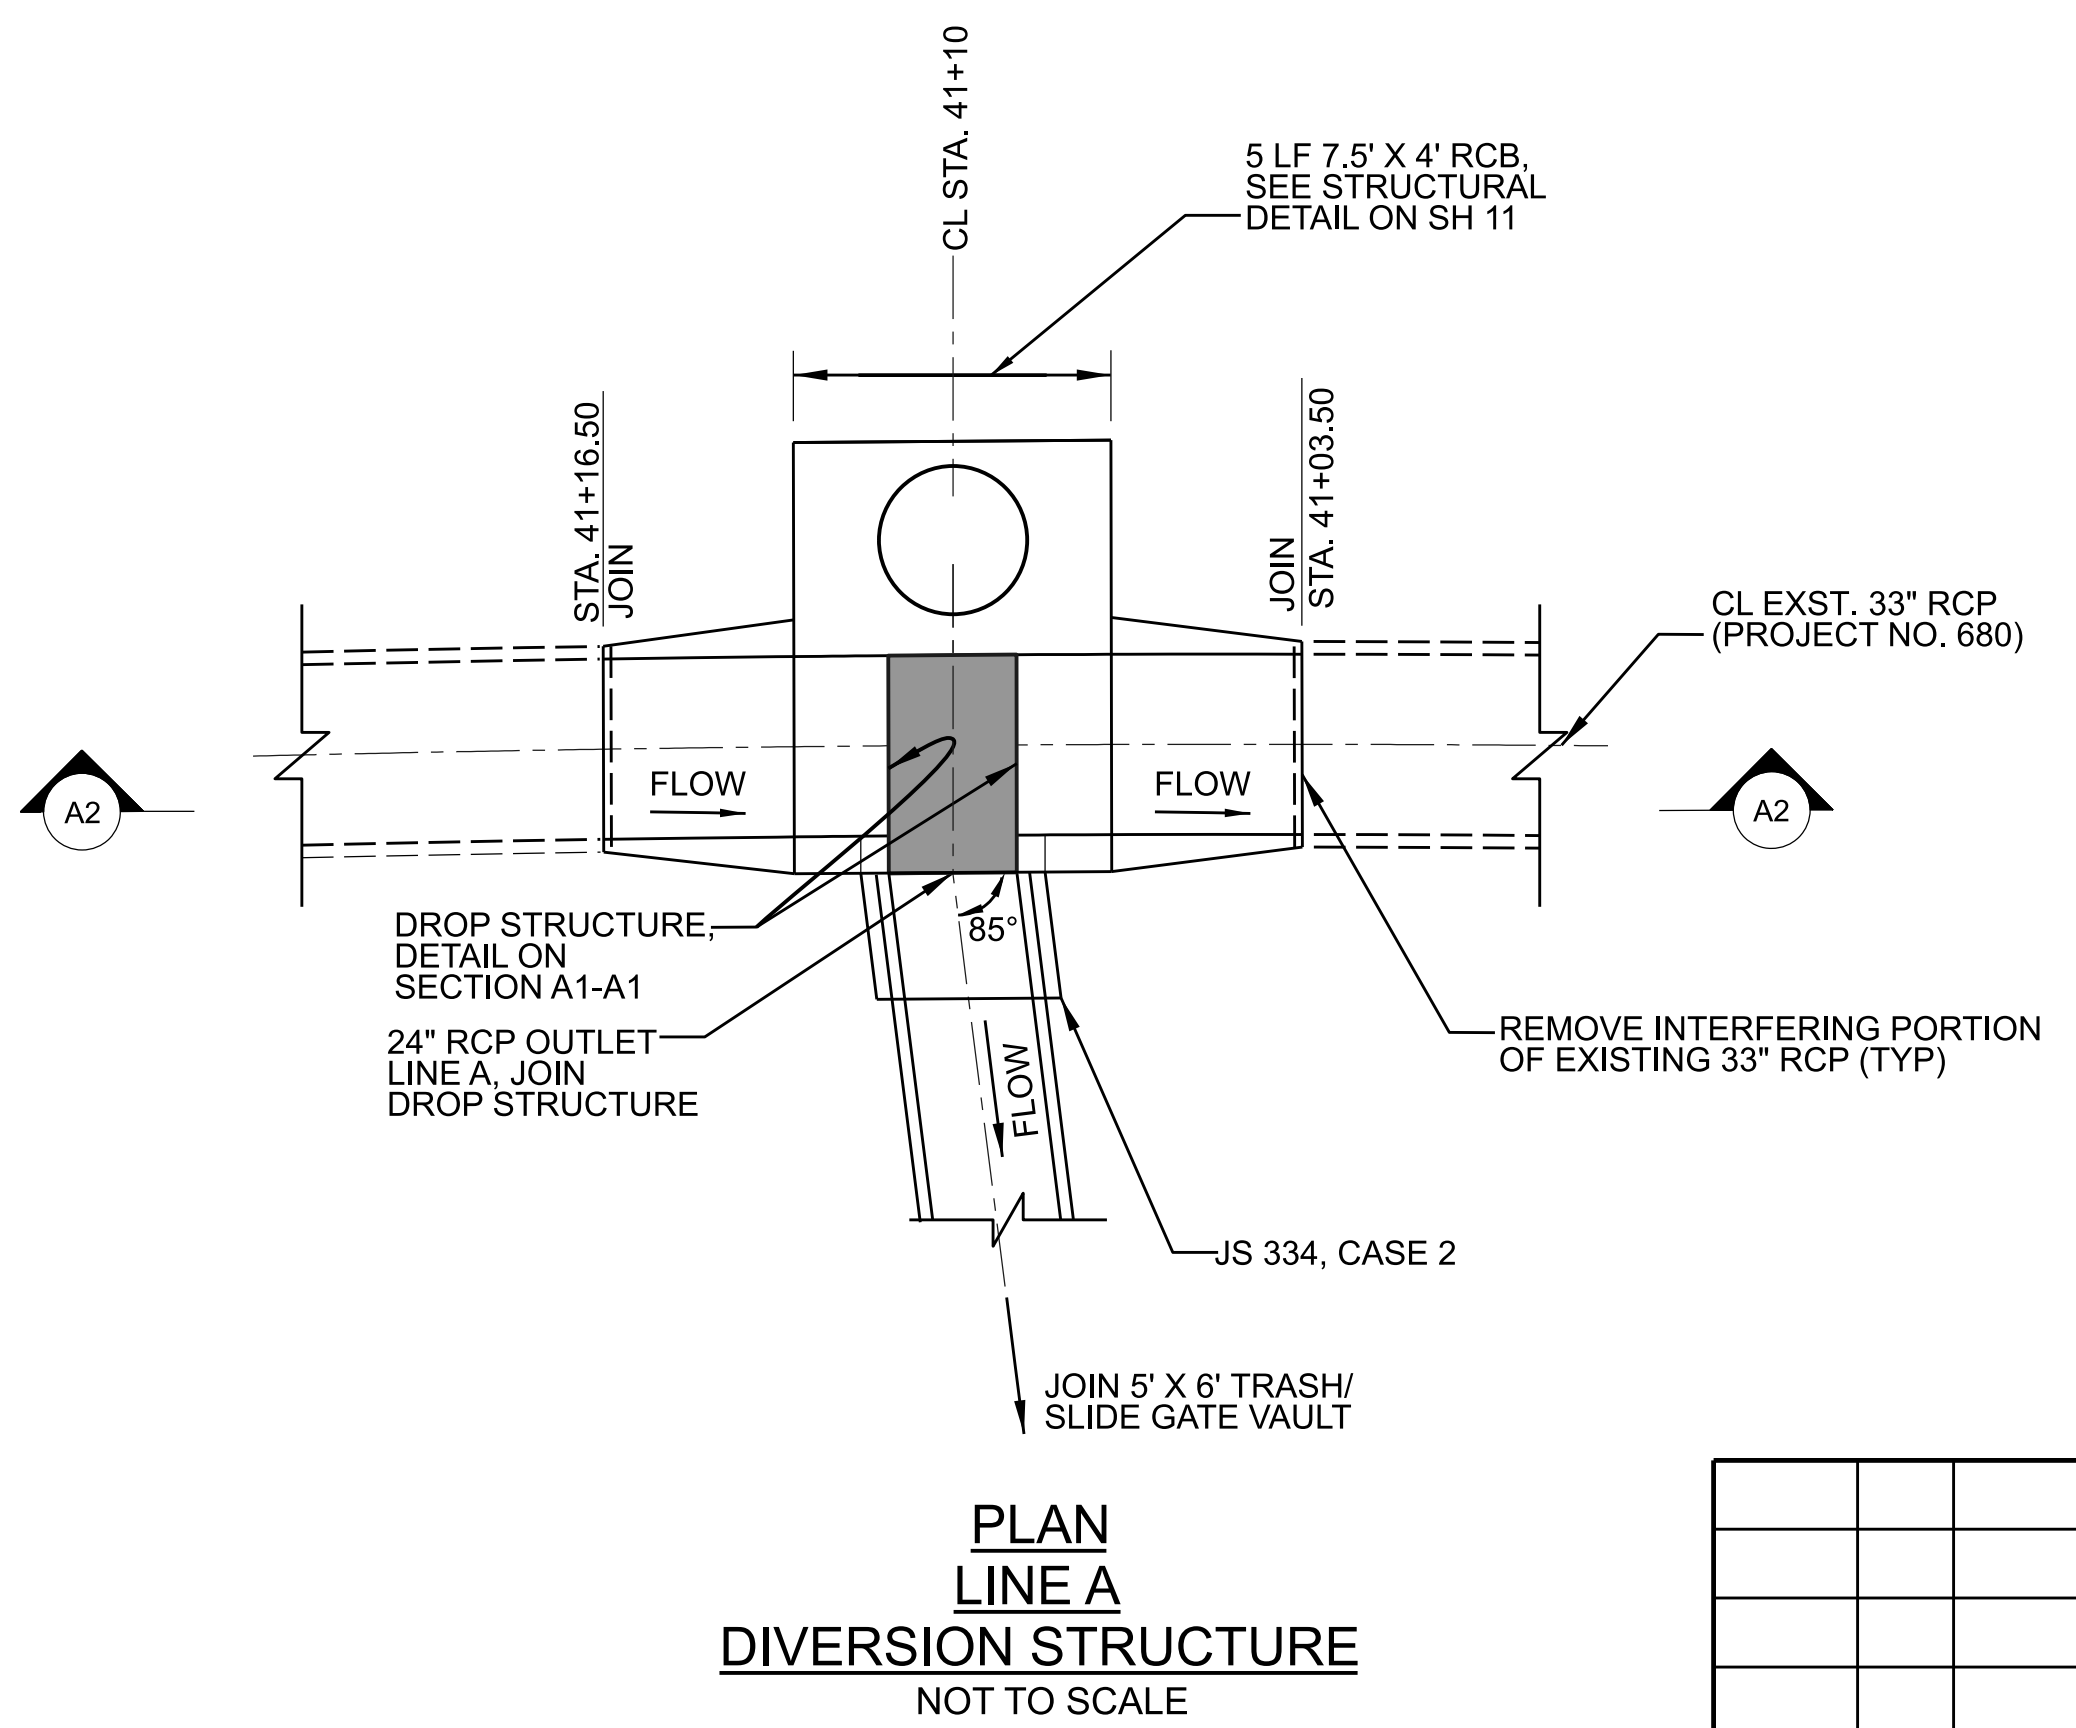 CL STA. 41+10
5 LF 7.5' X 4' RCB,
SEE STRUCTURAL
DETAIL ON SH 11
STA. 41+16.50
JOIN
JOIN
STA. 41+03.50
CL EXST. 33" RCP
(PROJECT NO. 680)
A2
FLOW
FLOW
A2
DROP STRUCTURE,
DETAIL ON
SECTION A1-A1
85°
24" RCP OUTLET
LINE A, JOIN
DROP STRUCTURE
FLOW
REMOVE INTERFERING PORTION
OF EXISTING 33" RCP (TYP)
JS 334, CASE 2
JOIN 5' X 6' TRASH/
SLIDE GATE VAULT
PLAN
LINE A
DIVERSION STRUCTURE
NOT TO SCALE